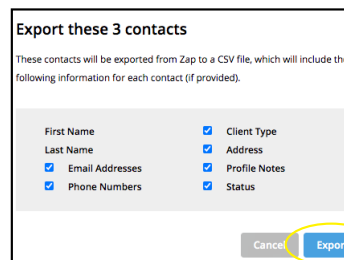 Export these 3 contacts
These contacts will be exported from Zap to a CSV file, which will include the
following information for each contact (if provided).
First Name
Last Name
Email Addresses
Phone Numbers
Client Type
Address
Profile Notes
Status
Cancel
Expor